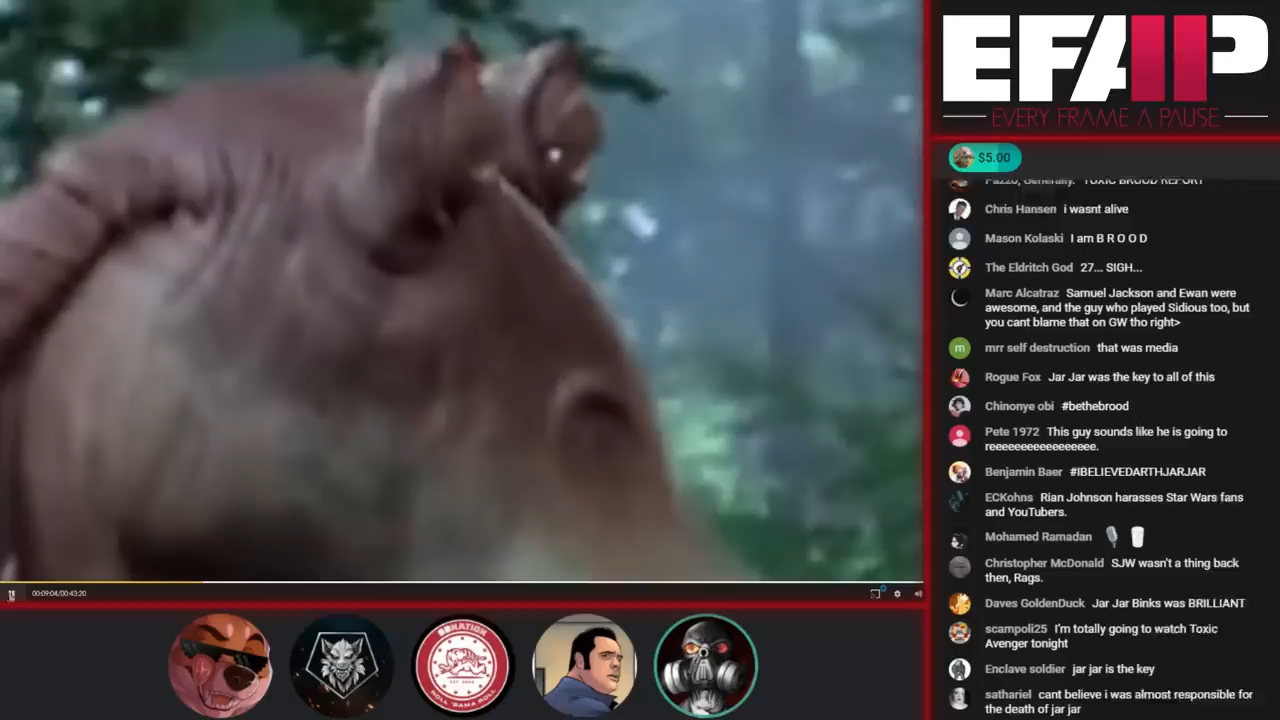 EFAP
EVERY FRAME A PAUSE
$5.00
Pazzo, Generally. TOXIC BROOD REPORT
Chris Hansen i wasnt alive
Mason Kolaski I am B R O O D
The Eldritch God 27... SIGH...
Marc Alcatraz Samuel Jackson and Ewan were
awesome, and the guy who played Sidious too, but
you cant blame that on GW tho right>
m
mrr self destruction that was media
Rogue Fox Jar Jar was the key to all of this
Chinonye obi #bethebrood
Pete 1972 This guy sounds like he is going to
reeeeeeeeeeeeeeee.
Benjamin Baer #IBELIEVEDARTHJARJAR
ECKohns Rian Johnson harasses Star Wars fans
and YouTubers.
Mohamed Ramadan
Christopher McDonald SJW wasn't a thing back
then, Rags.
Daves GoldenDuck Jar Jar Binks was BRILLIANT
scampoli25 I'm totally going to watch Toxic
Avenger tonight
Enclave soldier jar jar is the key
sathariel cant believe i was almost responsible for
the death of jar jar
00:09:04/00:43:20